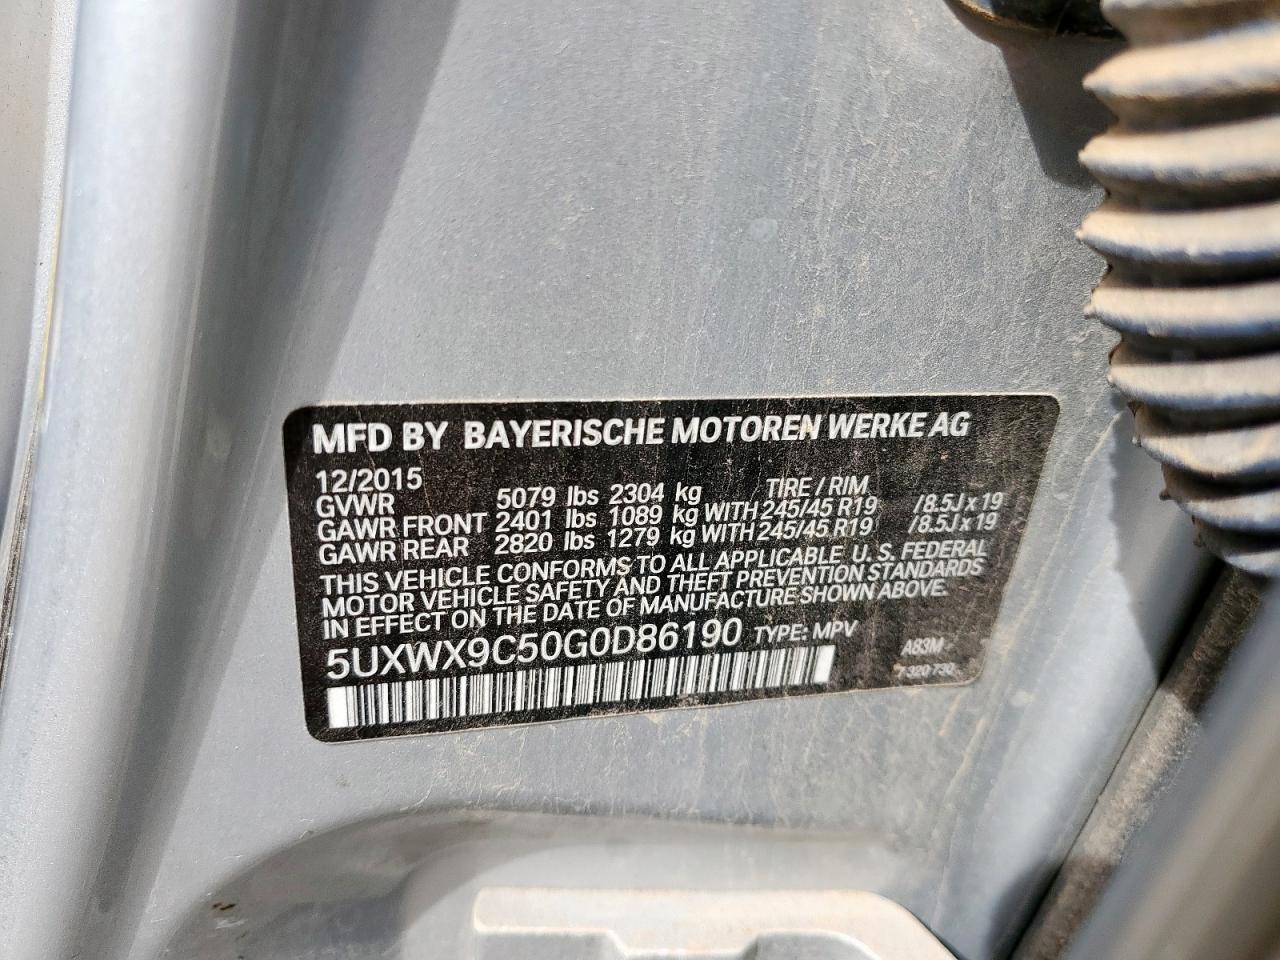 MFD BY BAYERISCHE MOTOREN WERKE AG
12/2015 TIRE / RIM
GVWR 5079 lbs 2304 kg
GAWR FRONT 2401 lbs 1089 kg WITH 245/45 R19 /8.5J x 19
GAWR REAR 2820 lbs 1279 kg WITH 245/45 R19 /8.5J x 19
THIS VEHICLE CONFORMS TO ALL APPLICABLE U. S. FEDERAL
MOTOR VEHICLE SAFETY AND THEFT PREVENTION STANDARDS
IN EFFECT ON THE DATE OF MANUFACTURE SHOWN ABOVE.
5UXWX9C50G0D86190 TYPE: MPV
A83M